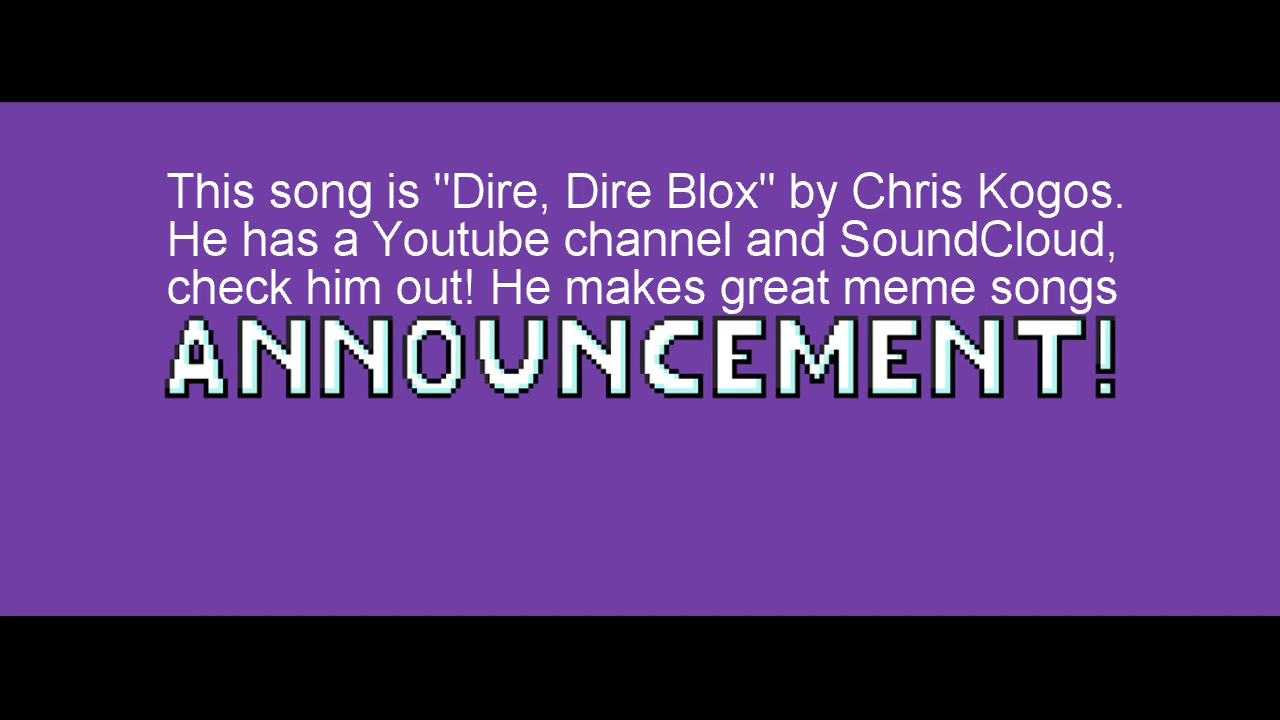 This song is "Dire, Dire Blox" by Chris Kogos.
He has a Youtube channel and SoundCloud,
check him out! He makes great meme songs
ANNOUNCEMENT!